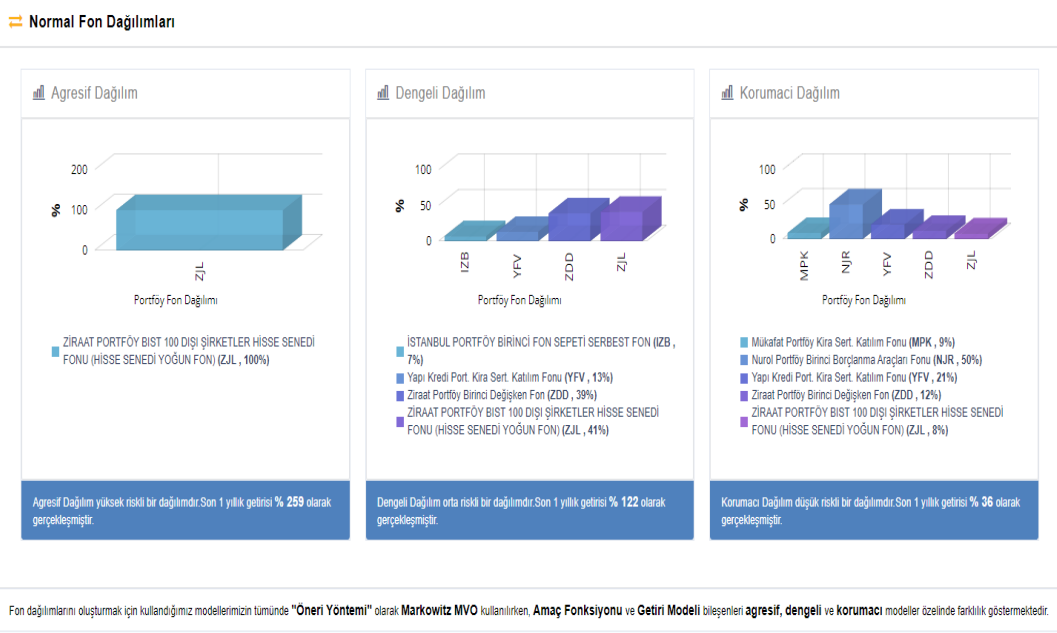 Normal Fon Dağılımları
Agresif Dağılım
%
200
100
0
ZJL
Portföy Fon Dağılımı
ZİRAAT PORTFÖY BIST 100 DIŞI ŞİRKETLER HİSSE SENEDİ
FONU (HİSSE SENEDİ YOĞUN FON) (ZJL , 100%)
Agresif Dağılım yüksek riskli bir dağılımdır.Son 1 yıllık getirisi % 259 olarak
gerçekleşmiştir.
Dengeli Dağılım
%
100
50
0
IZB
YFV
ZDD
ZJL
Portföy Fon Dağılımı
İSTANBUL PORTFÖY BİRİNCİ FON SEPETİ SERBEST FON (IZB ,
7%)
Yapı Kredi Port. Kira Sert. Katılım Fonu (YFV , 13%)
Ziraat Portföy Birinci Değişken Fon (ZDD , 39%)
ZİRAAT PORTFÖY BIST 100 DIŞI ŞİRKETLER HİSSE SENEDİ
FONU (HİSSE SENEDİ YOĞUN FON) (ZJL , 41%)
Dengeli Dağılım orta riskli bir dağılımdır.Son 1 yıllık getirisi % 122 olarak
gerçekleşmiştir.
Korumaci Dağılım
%
100
50
0
MPK
NJR
YFV
ZDD
ZJL
Portföy Fon Dağılımı
Mükafat Portföy Kira Sert. Katılım Fonu (MPK , 9%)
Nurol Portföy Birinci Borçlanma Araçları Fonu (NJR , 50%)
Yapı Kredi Port. Kira Sert. Katılım Fonu (YFV , 21%)
Ziraat Portföy Birinci Değişken Fon (ZDD , 12%)
ZİRAAT PORTFÖY BIST 100 DIŞI ŞİRKETLER HİSSE SENEDİ
FONU (HİSSE SENEDİ YOĞUN FON) (ZJL , 8%)
Korumacı Dağılım düşük riskli bir dağılımdır.Son 1 yıllık getirisi % 36 olarak
gerçekleşmiştir.
Fon dağılımlarını oluşturmak için kullandığımız modellerimizin tümünde "Öneri Yöntemi" olarak Markowitz MVO kullanılırken, Amaç Fonksiyonu ve Getiri Modeli bileşenleri agresif, dengeli ve korumacı modeller özelinde farklılık göstermektedir.